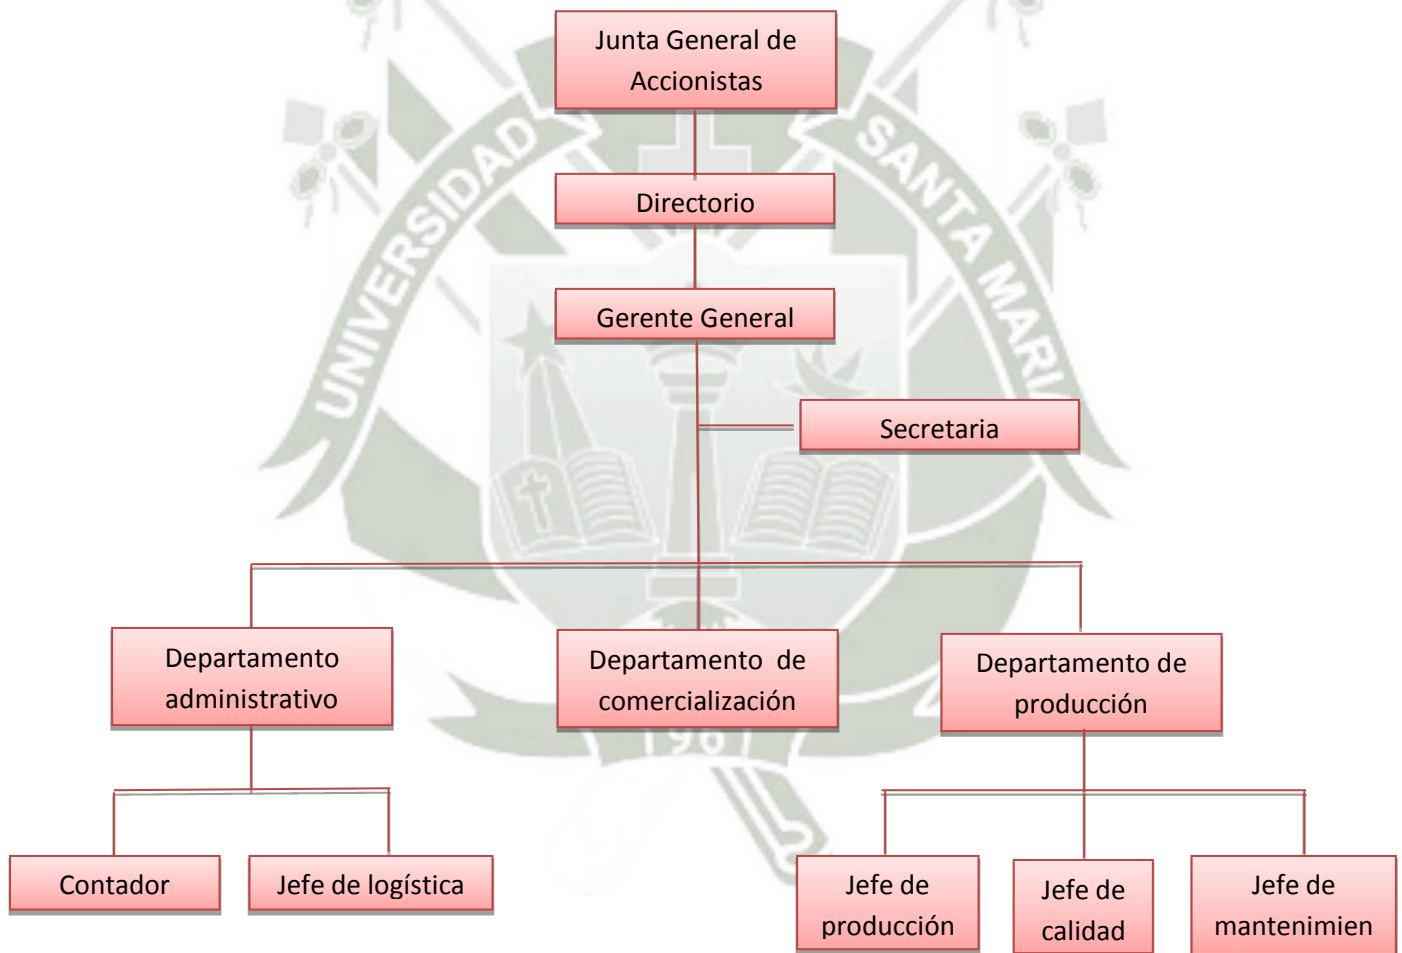 Junta General de
Accionistas
UNIVERSIDAD
SANTA MARIA
Directorio
Gerente General
Secretaria
Departamento
administrativo
Departamento de
comercialización
Departamento de
producción
Contador
Jefe de logística
Jefe de
producción
Jefe de
calidad
Jefe de
mantenimien